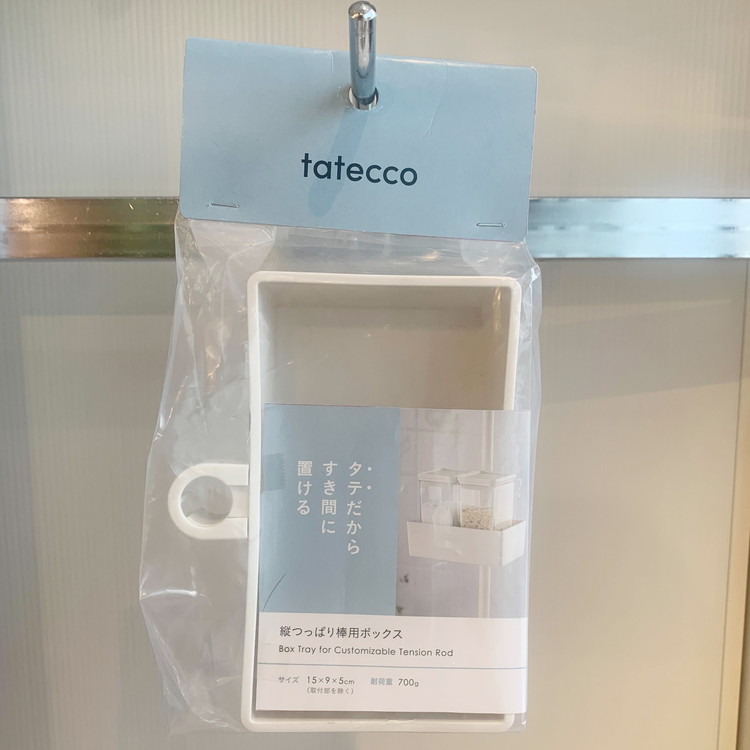 tatecco
タテだから
すき間に
置ける
縦つっぱり棒用ボックス
Box Tray for Customizable Tension Rod
サイズ 15×9×5cm 耐荷重 700g
(取付部を除く)